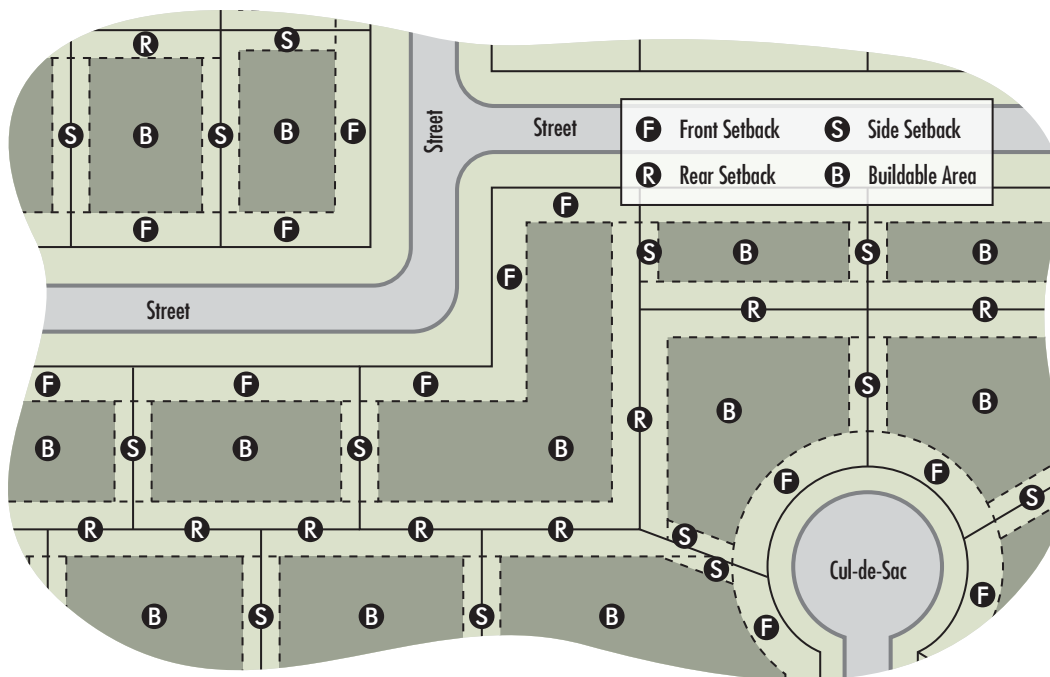 R S
S B S B F
Street
Street
F Front Setback S Side Setback
R Rear Setback B Buildable Area
F
F F
S B S B
F
Street
R R
F F F S
B B
R
B S B S B
F F
S
R R R R R S
S
Cul-de-Sac
F
B S B S B F